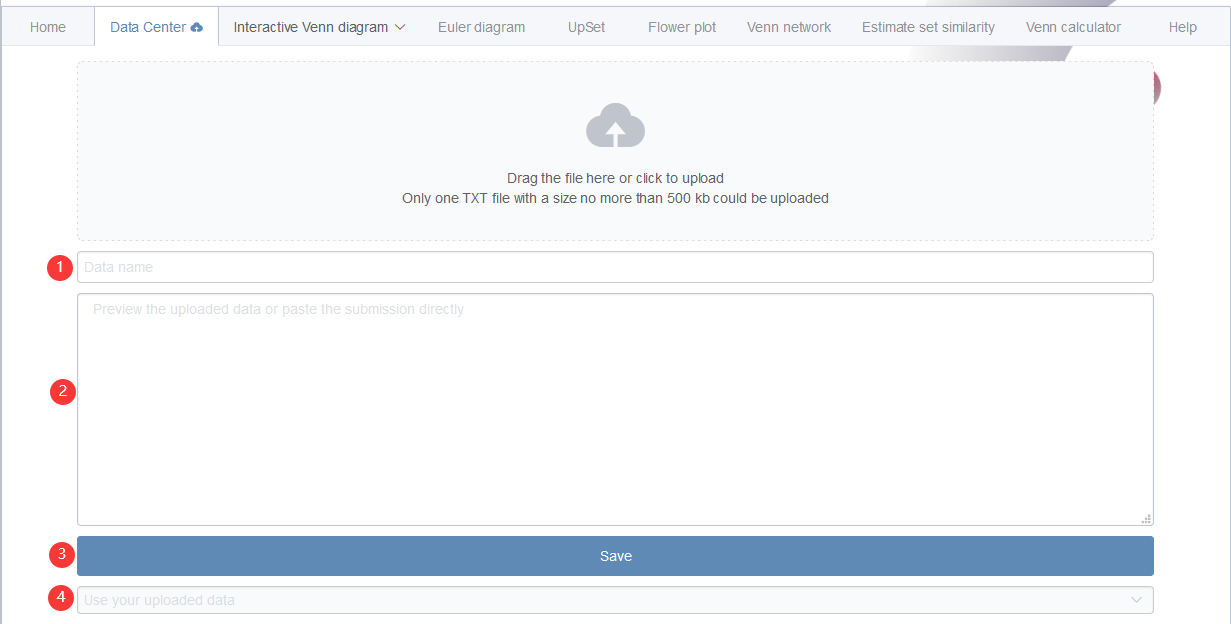 Home Data Center Interactive Venn diagram Euler diagram UpSet Flower plot Venn network Estimate set similarity Venn calculator Help
Drag the file here or click to upload
Only one TXT file with a size no more than 500 kb could be uploaded
1 Data name
Preview the uploaded data or paste the submission directly
2
3 Save
4 Use your uploaded data